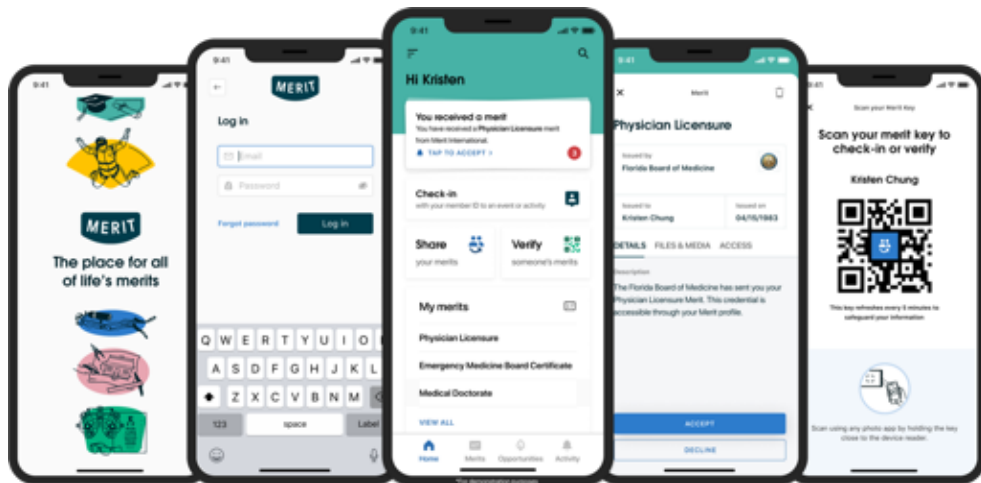 9:41
MERIT
The place for all
of life's merits
9:41
MERIT
Log in
Email
Password
Forgot password
Log in
Q W E R T Y U I O
A S D F G H J K L
Z X C V B N M
123 space Label
9:41
Hi Kristen
You received a merit
You have received a Physician Licensure merit
from Merit International.
TAP TO ACCEPT >
3
Check-in
with your member ID to an event or activity
Share
your merits
Verify
someone's merits
My merits
Physician Licensure
Emergency Medicine Board Certificate
Medical Doctorate
VIEW ALL
Home Merits Opportunities Activity
*For demonstration purposes
9:41
Merit
Physician Licensure
Issued by
Florida Board of Medicine
Issued to
Kristen Chung
Issued on
04/15/1983
DETAILS FILES & MEDIA ACCESS
Description
The Florida Board of Medicine has sent you your
Physician Licensure Merit. This credential is
accessible through your Merit profile.
ACCEPT
DECLINE
9:41
Scan your Merit Key
Scan your merit key to
check-in or verify
Kristen Chung
This key refreshes every 5 minutes to
safeguard your information
Scan using any photo app by holding the key
close to the device reader.